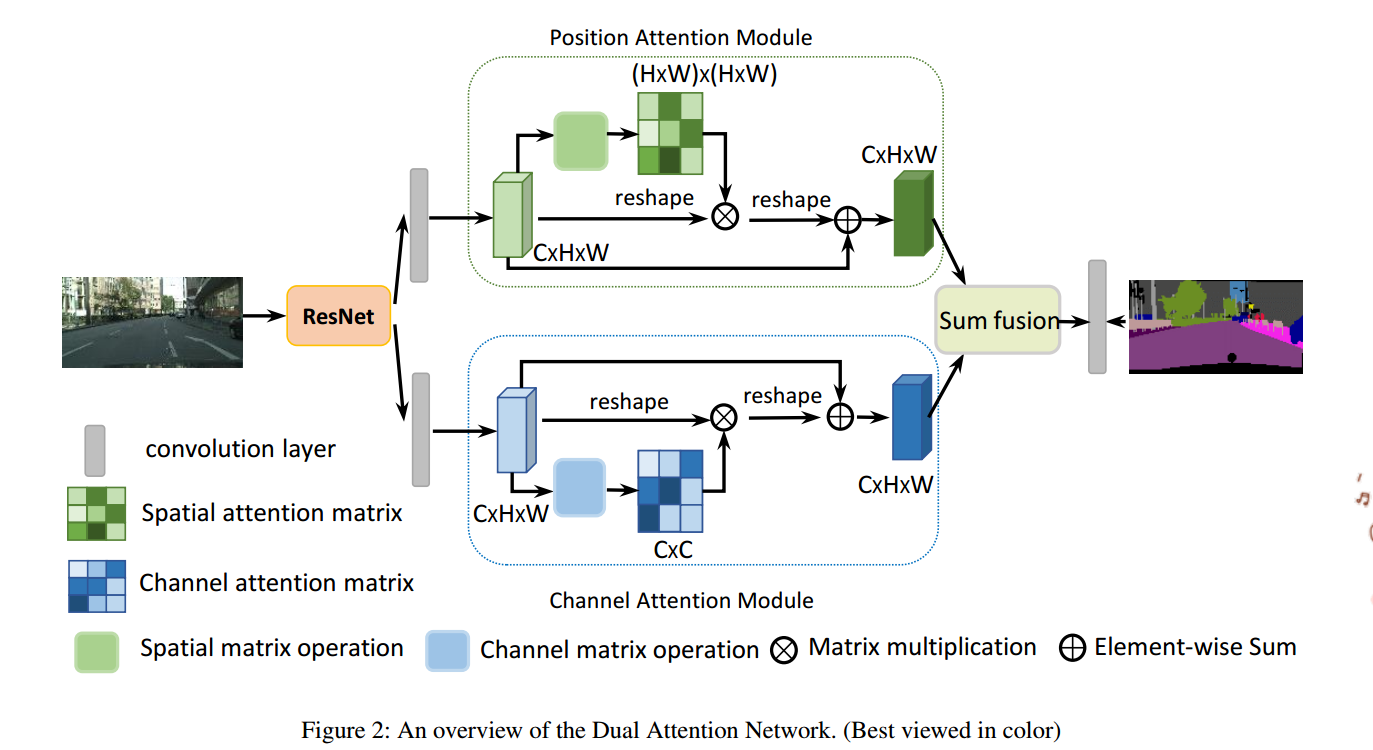 Position Attention Module
(HxW)x(HxW)
CxHxW
reshape
reshape
CxHxW
ResNet
Sum fusion
reshape
reshape
CxHxW
CxHxW
CxC
Channel Attention Module
convolution layer
Spatial attention matrix
Channel attention matrix
Spatial matrix operation
Channel matrix operation
Matrix multiplication
Element-wise Sum
Figure 2: An overview of the Dual Attention Network. (Best viewed in color)